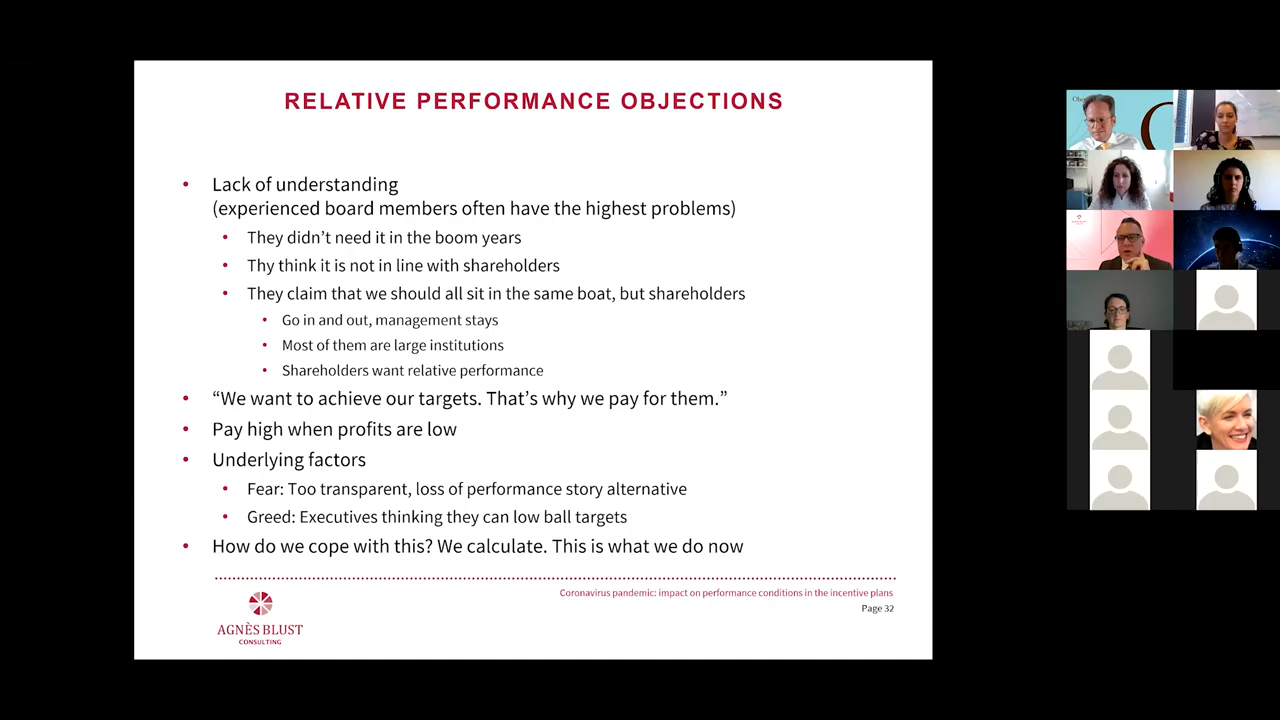 RELATIVE PERFORMANCE OBJECTIONS
• Lack of understanding
(experienced board members often have the highest problems)
• They didn’t need it in the boom years
• Thy think it is not in line with shareholders
• They claim that we should all sit in the same boat, but shareholders
• Go in and out, management stays
• Most of them are large institutions
• Shareholders want relative performance
• “We want to achieve our targets. That’s why we pay for them.”
• Pay high when profits are low
• Underlying factors
• Fear: Too transparent, loss of performance story alternative
• Greed: Executives thinking they can low ball targets
• How do we cope with this? We calculate. This is what we do now
Coronavirus pandemic: impact on performance conditions in the incentive plans
Page 32
AGNÈS BLUST
CONSULTING